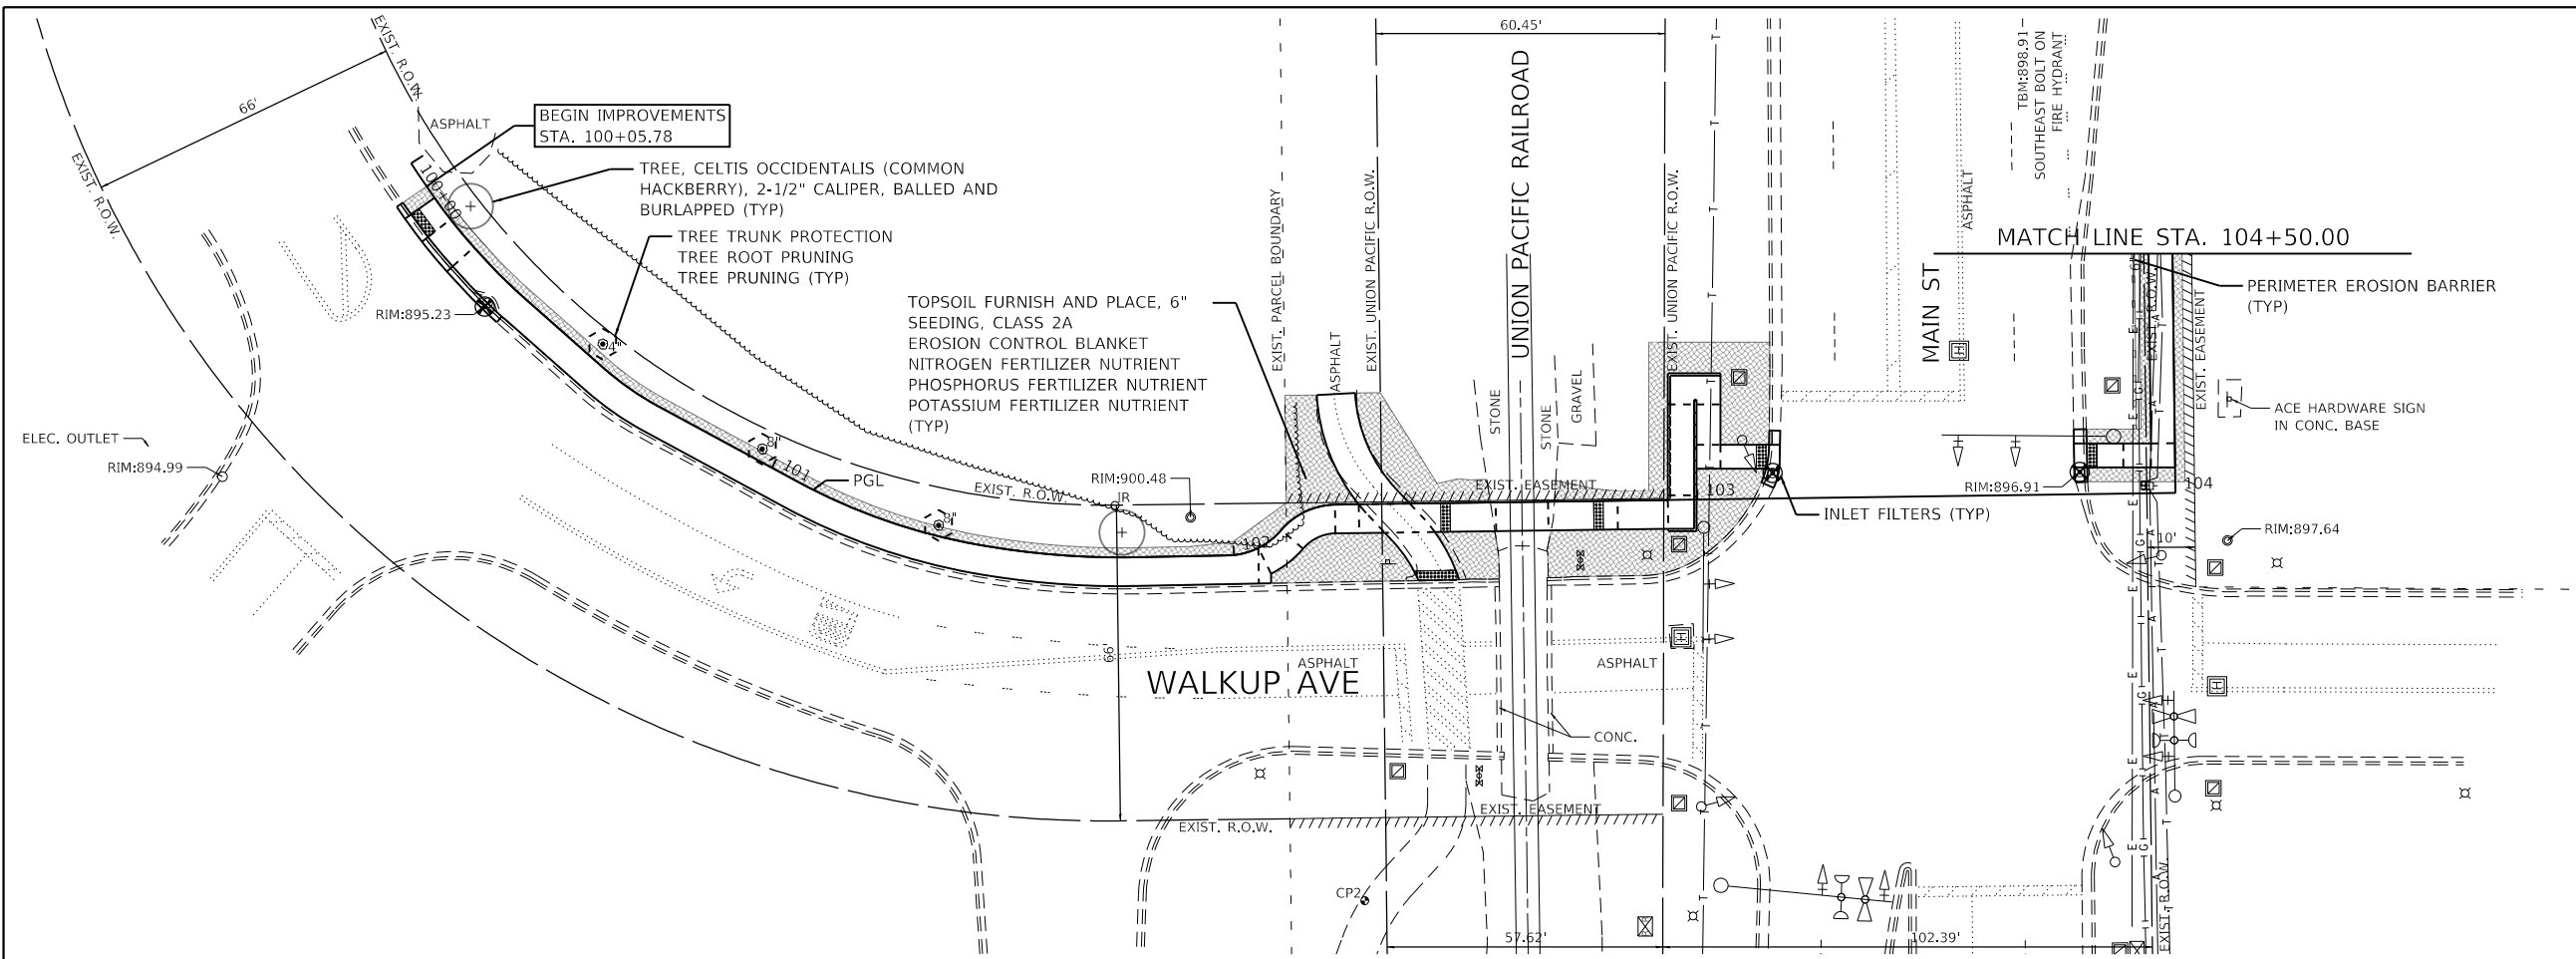 60.45'
EXIST. R.O.W.
66'
EXIST. R.O.W.
ASPHALT
BEGIN IMPROVEMENTS
STA. 100+05.78
100+00
TREE, CELTIS OCCIDENTALIS (COMMON
HACKBERRY), 2-1/2" CALIPER, BALLED AND
BURLAPPED (TYP)
TREE TRUNK PROTECTION
TREE ROOT PRUNING
TREE PRUNING (TYP)
TOPSOIL FURNISH AND PLACE, 6"
SEEDING, CLASS 2A
EROSION CONTROL BLANKET
NITROGEN FERTILIZER NUTRIENT
PHOSPHORUS FERTILIZER NUTRIENT
POTASSIUM FERTILIZER NUTRIENT
(TYP)
EXIST. PARCEL BOUNDARY
EXIST. UNION PACIFIC R.O.W.
ASPHALT
UNION PACIFIC RAILROAD
STONE
STONE
GRAVEL
EXIST. UNION PACIFIC R.O.W.
TBM:898.91
SOUTHEAST BOLT ON
FIRE HYDRANT
ASPHALT
MAIN ST
MATCH LINE STA. 104+50.00
PERIMETER EROSION BARRIER
(TYP)
6"
EXIST. R.O.W.
EXIST. EASEMENT
ACE HARDWARE SIGN
IN CONC. BASE
RIM:895.23
4"
8"
8"
101
PGL
ELEC. OUTLET
RIM:894.99
EXIST. R.O.W.
IR
RIM:900.48
102
EXIST. EASEMENT
103
INLET FILTERS (TYP)
RIM:896.91
104
10'
RIM:897.64
66'
WALKUP AVE
ASPHALT
ASPHALT
CONC.
EXIST. EASEMENT
EXIST. R.O.W.
CP2
57.62'
102.39'
EXIST. R.O.W.